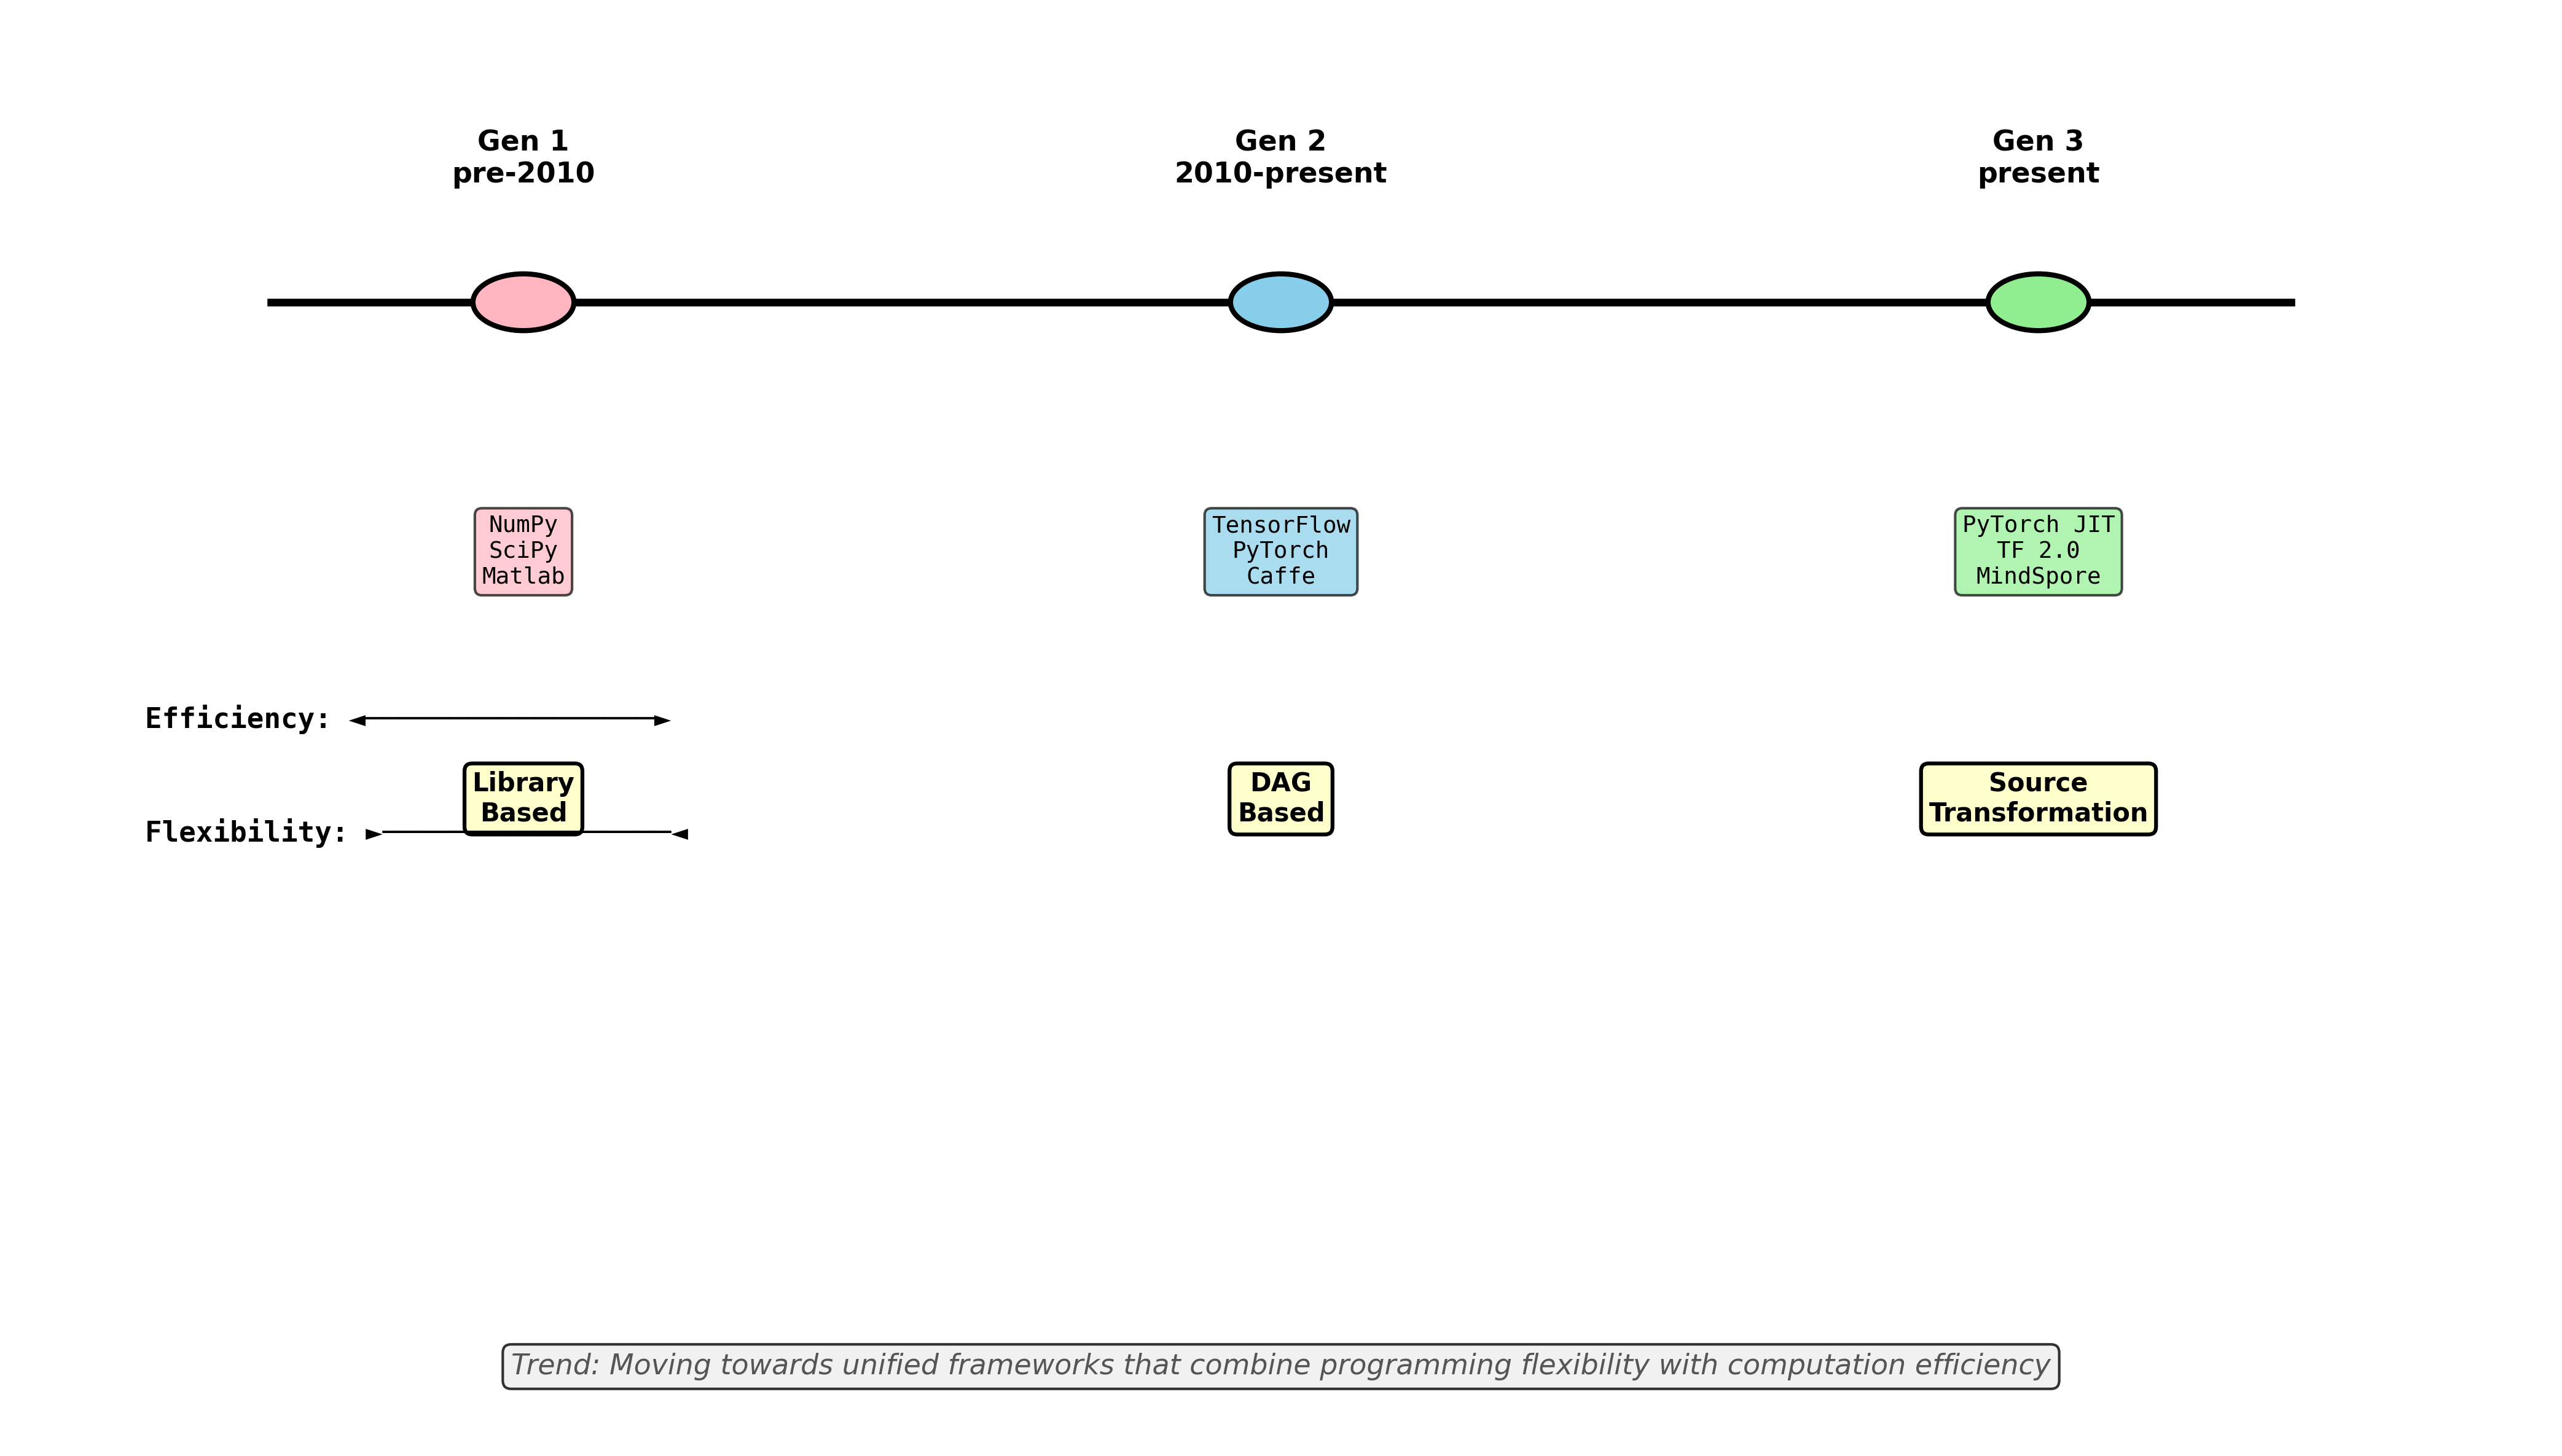 Gen 1
pre-2010
Gen 2
2010-present
Gen 3
present
NumPy
SciPy
Matlab
TensorFlow
PyTorch
Caffe
PyTorch JIT
TF 2.0
MindSpore
Efficiency: ◄──────────────────►
Library
Based
DAG
Based
Source
Transformation
Flexibility: ►──────────────────◄
Trend: Moving towards unified frameworks that combine programming flexibility with computation efficiency